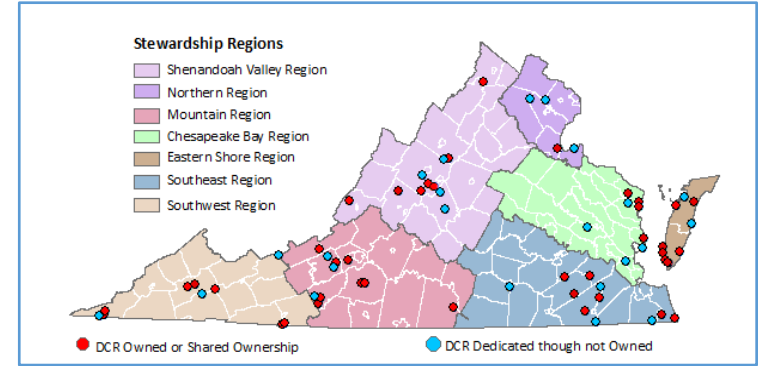 Stewardship Regions
Shenandoah Valley Region
Northern Region
Mountain Region
Chesapeake Bay Region
Eastern Shore Region
Southeast Region
Southwest Region
DCR Owned or Shared Ownership
DCR Dedicated though not Owned